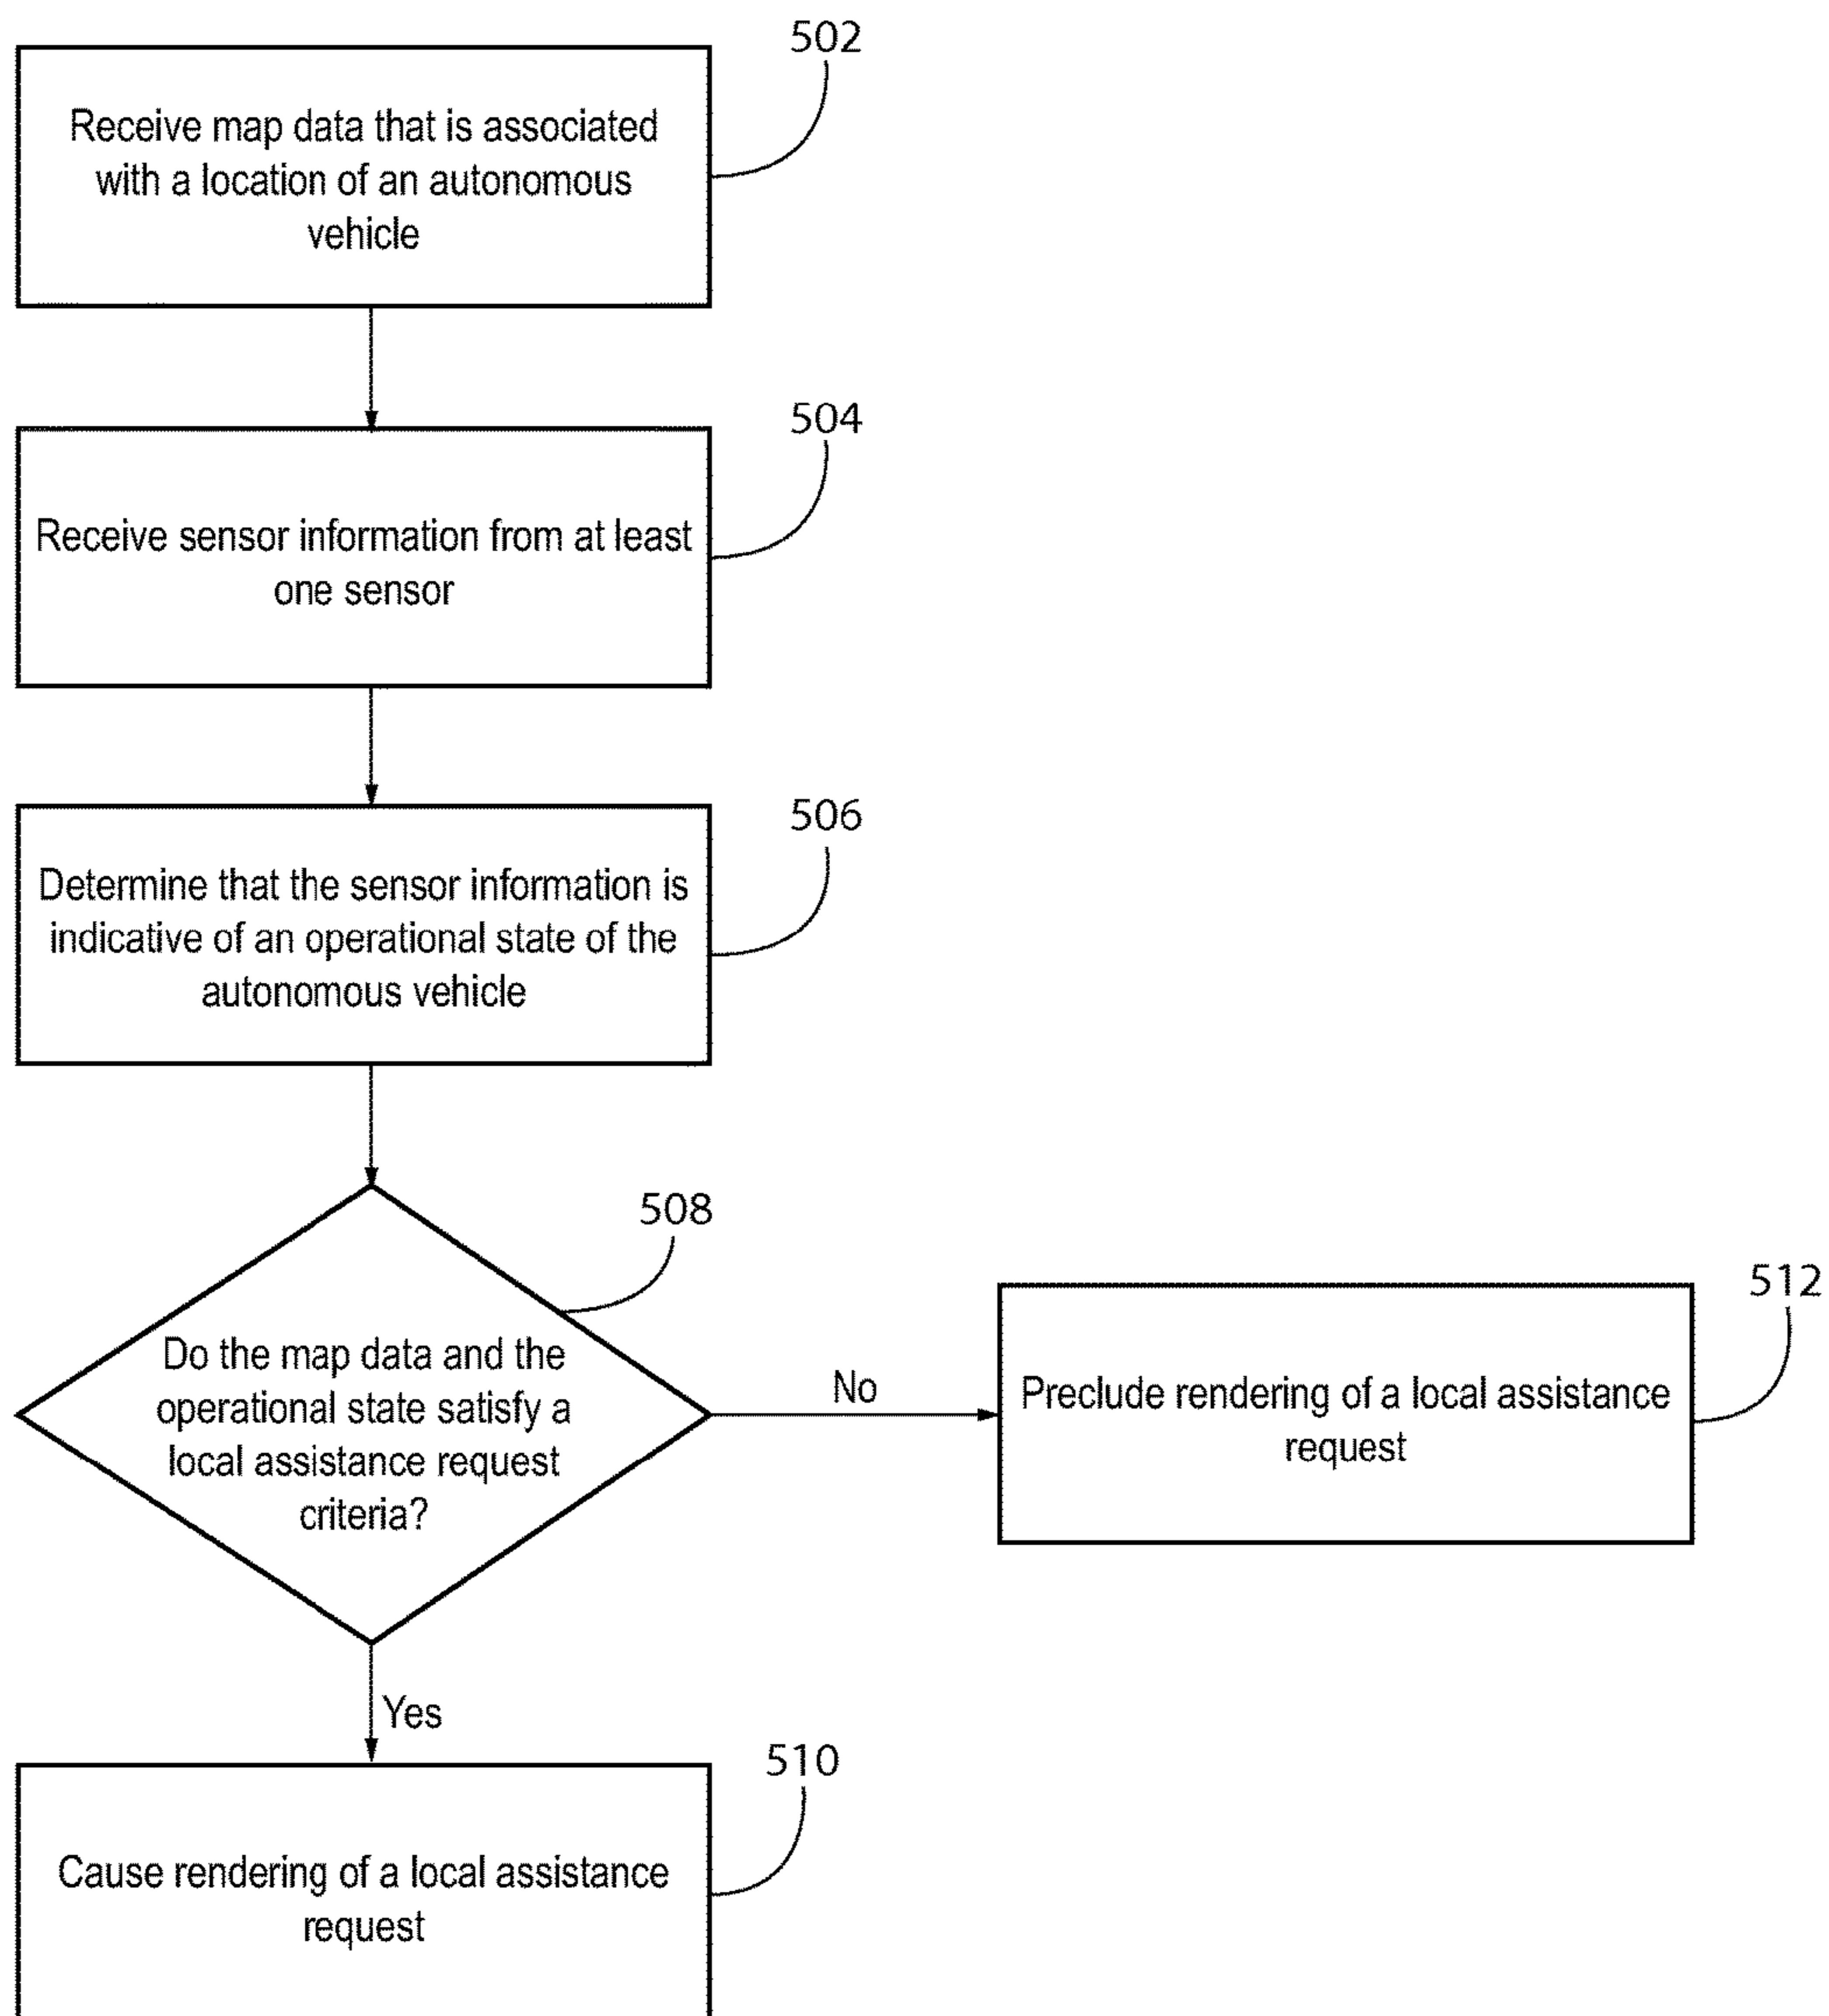 502
Receive map data that is associated
with a location of an autonomous
vehicle
504
Receive sensor information from at least
one sensor
506
Determine that the sensor information is
indicative of an operational state of the
autonomous vehicle
508
Do the map data and the
operational state satisfy a
local assistance request
criteria?
No
512
Preclude rendering of a local assistance
request
Yes
510
Cause rendering of a local assistance
request